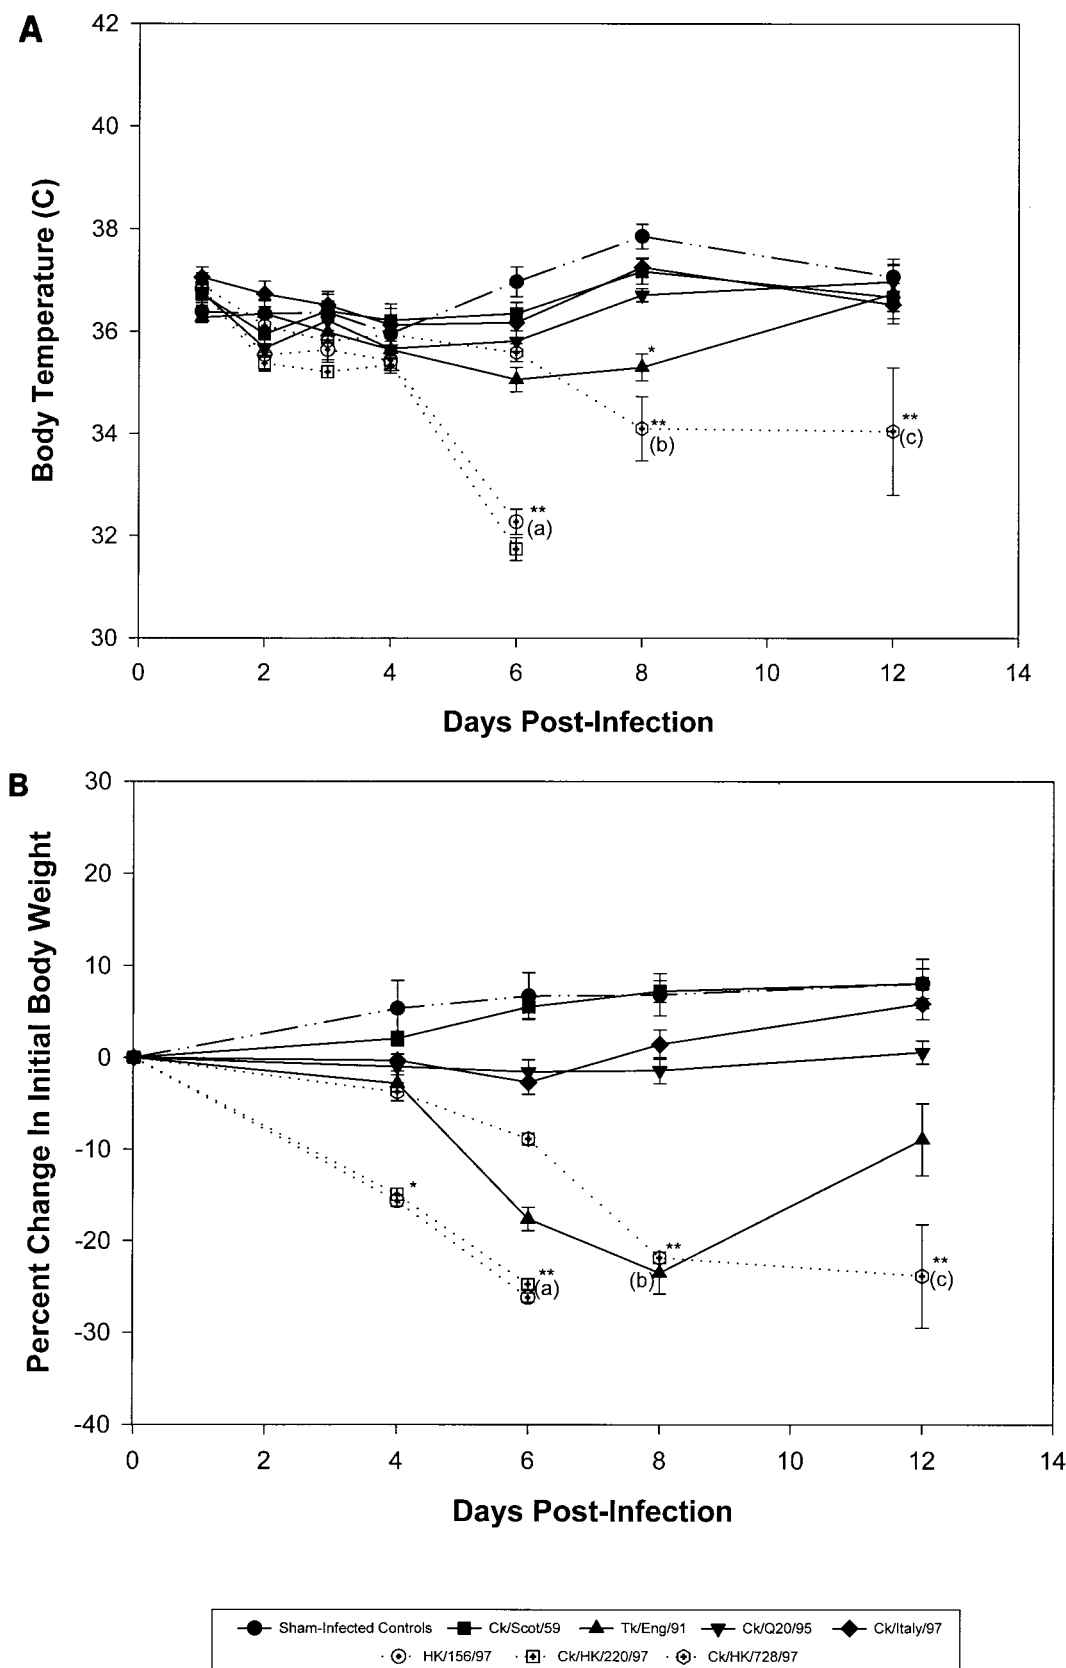 A
42
40
38
36
34
32
30
Body Temperature (C)
*
**
(b)
**
(c)
**
(a)
0 2 4 6 8 10 12 14
Days Post-Infection
B
30
20
10
0
-10
-20
-30
-40
Percent Change In Initial Body Weight
*
**
(a)
**
(b)
**
(c)
0 2 4 6 8 10 12 14
Days Post-Infection
Sham-Infected Controls Ck/Scot/59 Tk/Eng/91 Ck/Q20/95 Ck/Italy/97
HK/156/97 Ck/HK/220/97 Ck/HK/728/97